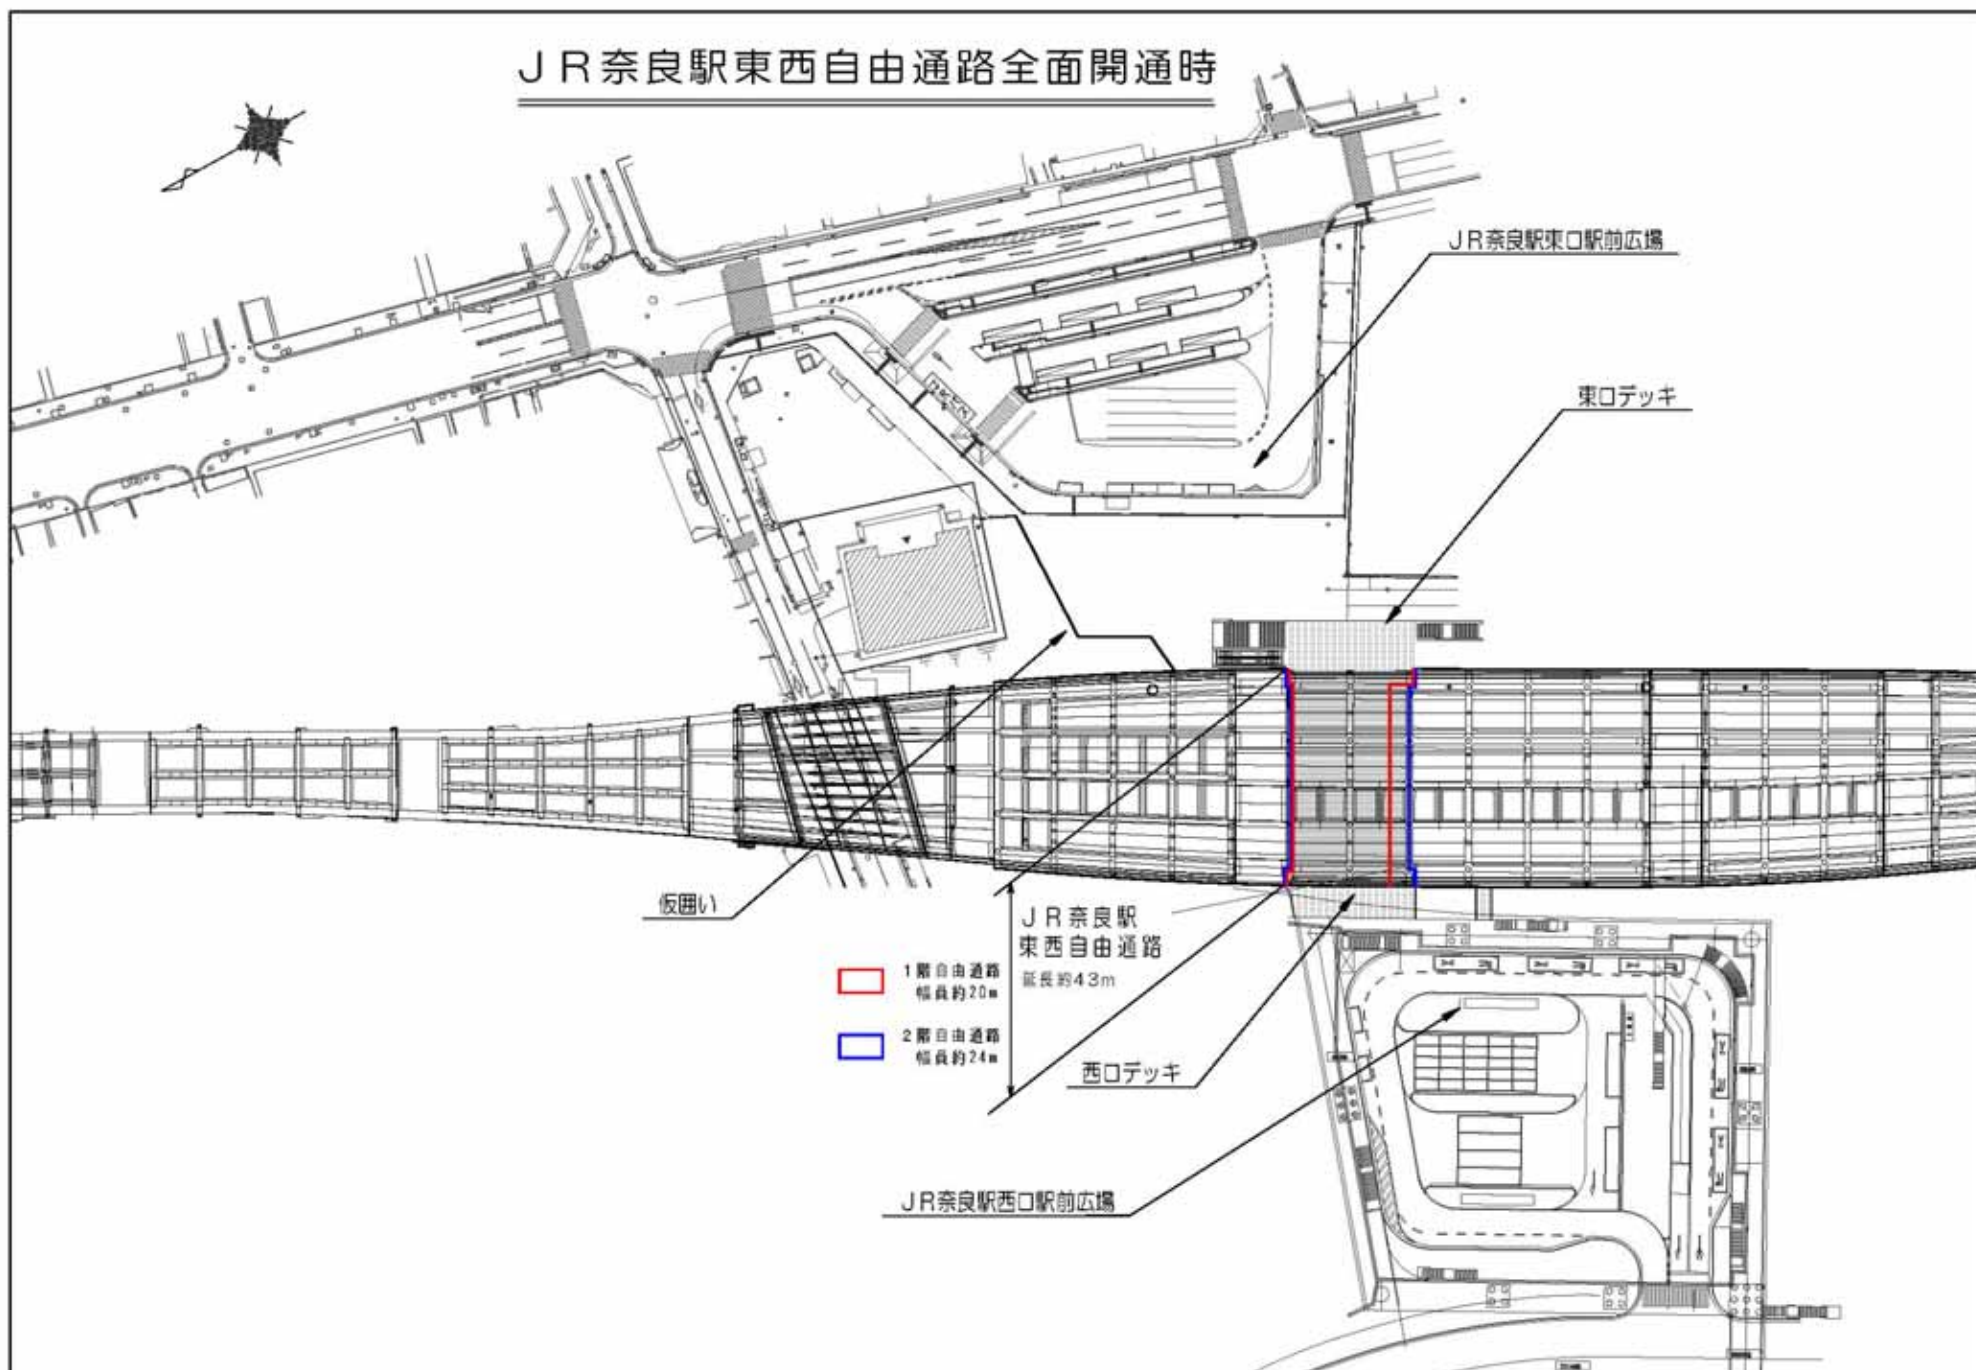 JR奈良駅東西自由通路全面開通時
JR奈良駅東口駅前広場
東口デッキ
仮囲い
JR奈良駅
東西自由通路
延長約43m
1階自由通路
幅員約20m
2階自由通路
幅員約24m
西口デッキ
JR奈良駅西口駅前広場